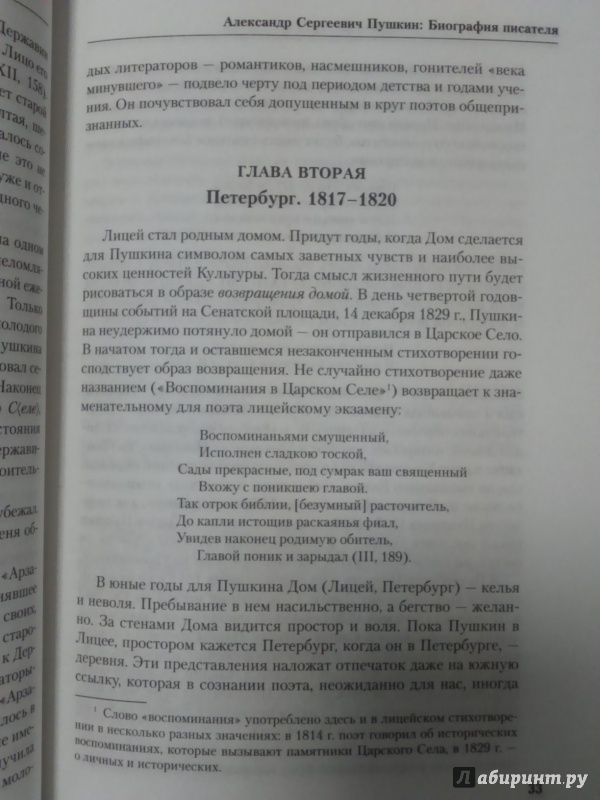 Александр Сергеевич Пушкин: Биография писателя
дых литераторов — романтиков, насмешников, гонителей «века
минувшего» — подвело черту под периодом детства и годами уче-
ния. Он почувствовал себя допущенным в круг поэтов общепри-
знанных.
ГЛАВА ВТОРАЯ
Петербург. 1817–1820
Лицей стал родным домом. Придут годы, когда Дом сделается
для Пушкина символом самых заветных чувств и наиболее вы-
соких ценностей Культуры. Тогда смысл жизненного пути будет
рисоваться в образе возвращения домой. В день четвертой годов-
щины событий на Сенатской площади, 14 декабря 1829 г., Пушки-
на неудержимо потянуло домой — он отправился в Царское Село.
В начатом тогда и оставшемся незаконченным стихотворении го-
сподствует образ возвращения. Не случайно стихотворение даже
названием («Воспоминания в Царском Селе»¹) возвращает к зна-
менательному для поэта лицейскому экзамену:
Воспоминаньями смущенный,
Исполнен сладкою тоской,
Сады прекрасные, под сумрак ваш священный
Вхожу с поникшею главой.
Так отрок библии, [безумный] расточитель,
До капли истощив раскаянья фиал,
Увидев наконец родимую обитель,
Главой поник и зарыдал (III, 189).
В юные годы для Пушкина Дом (Лицей, Петербург) — келья
и неволя. Пребывание в нем насильственно, а бегство — желан-
но. За стенами Дома видится простор и воля. Пока Пушкин в
Лицее, простором кажется Петербург, когда он в Петербурге, —
деревня. Эти представления наложат отпечаток даже на южную
ссылку, которая в сознании поэта, неожиданно для нас, иногда
¹ Слово «воспоминания» употреблено здесь и в лицейском стихотворе-
нии в несколько разных значениях: в 1814 г. поэт говорил об исторических
воспоминаниях, которые вызывают памятники Царского Села, в 1829 г. —
о личных и исторических.
33
Лабиринт.ру